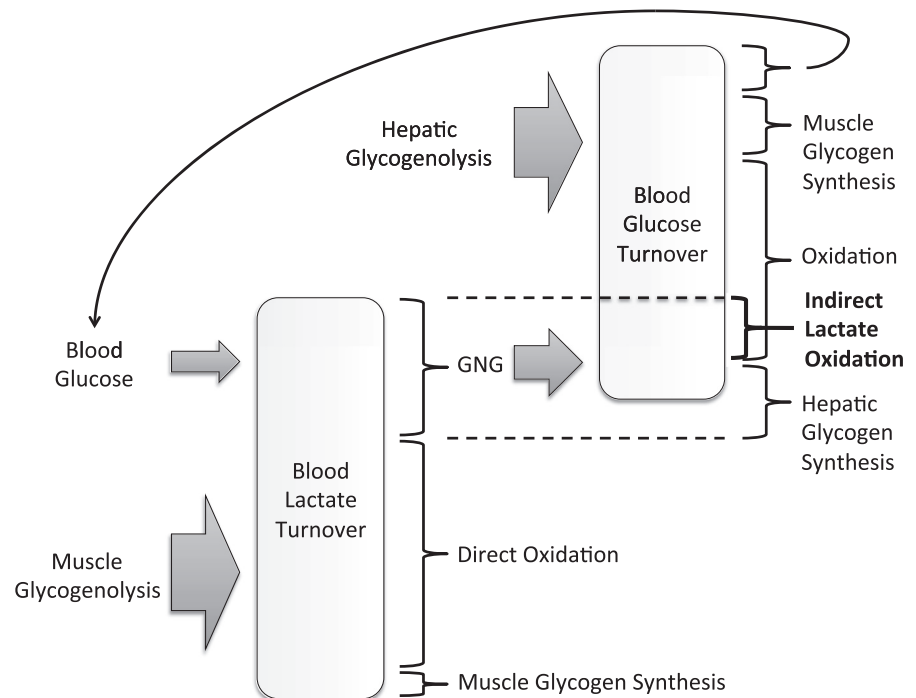 Hepatic
Glycogenolysis
Blood
Glucose
Turnover
Muscle
Glycogen
Synthesis
Oxidation
Indirect
Lactate
Oxidation
Hepatic
Glycogen
Synthesis
Blood
Glucose
GNG
Blood
Lactate
Turnover
Muscle
Glycogenolysis
Direct Oxidation
Muscle Glycogen Synthesis